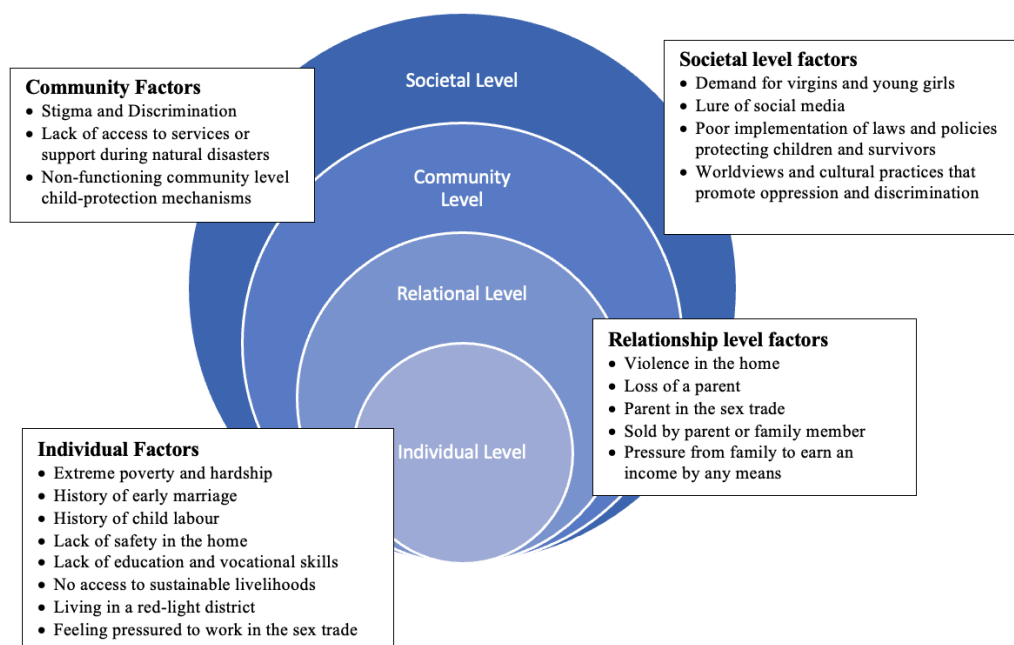 Societal Level
Community
Level
Relational Level
Individual Level
Community Factors
• Stigma and Discrimination
• Lack of access to services or
support during natural disasters
• Non-functioning community level
child-protection mechanisms
Societal level factors
• Demand for virgins and young girls
• Lure of social media
• Poor implementation of laws and policies
protecting children and survivors
• Worldviews and cultural practices that
promote oppression and discrimination
Relationship level factors
• Violence in the home
• Loss of a parent
• Parent in the sex trade
• Sold by parent or family member
• Pressure from family to earn an
income by any means
Individual Factors
• Extreme poverty and hardship
• History of early marriage
• History of child labour
• Lack of safety in the home
• Lack of education and vocational skills
• No access to sustainable livelihoods
• Living in a red-light district
• Feeling pressured to work in the sex trade